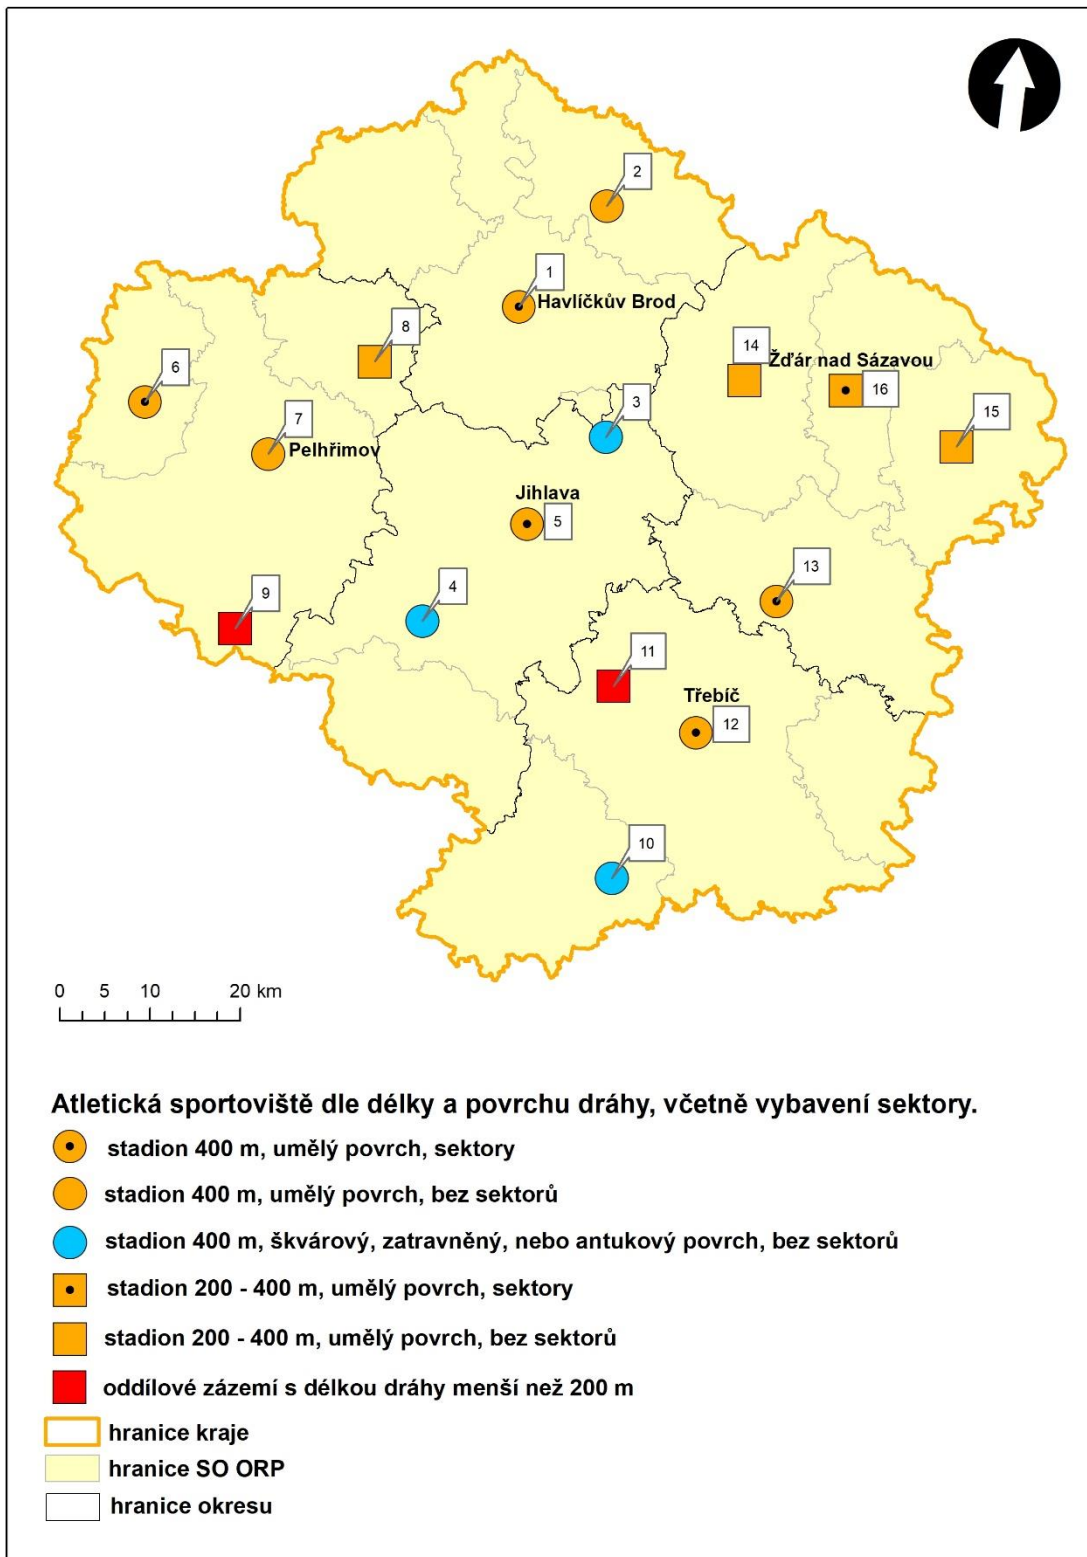 2
1
Havlíčkův Brod
8
14
Žďár nad Sázavou
6
16
3
15
7
Pelhřimov
Jihlava
5
13
9
4
11
Třebíč
12
10
0 5 10 20 km
Atletická sportoviště dle délky a povrchu dráhy, včetně vybavení sektory.
stadion 400 m, umělý povrch, sektory
stadion 400 m, umělý povrch, bez sektorů
stadion 400 m, škvárový, zatravněný, nebo antukový povrch, bez sektorů
stadion 200 - 400 m, umělý povrch, sektory
stadion 200 - 400 m, umělý povrch, bez sektorů
oddílové zázemí s délkou dráhy menší než 200 m
hranice kraje
hranice SO ORP
hranice okresu